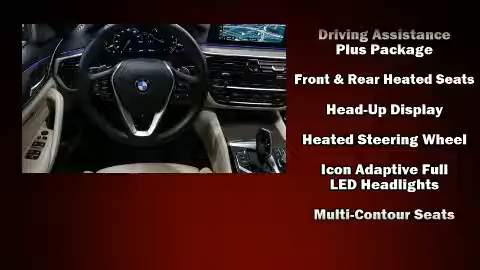 Driving Assistance
Plus Package
Front & Rear Heated Seats
Head-Up Display
Heated Steering Wheel
Icon Adaptive Full
LED Headlights
Multi-Contour Seats